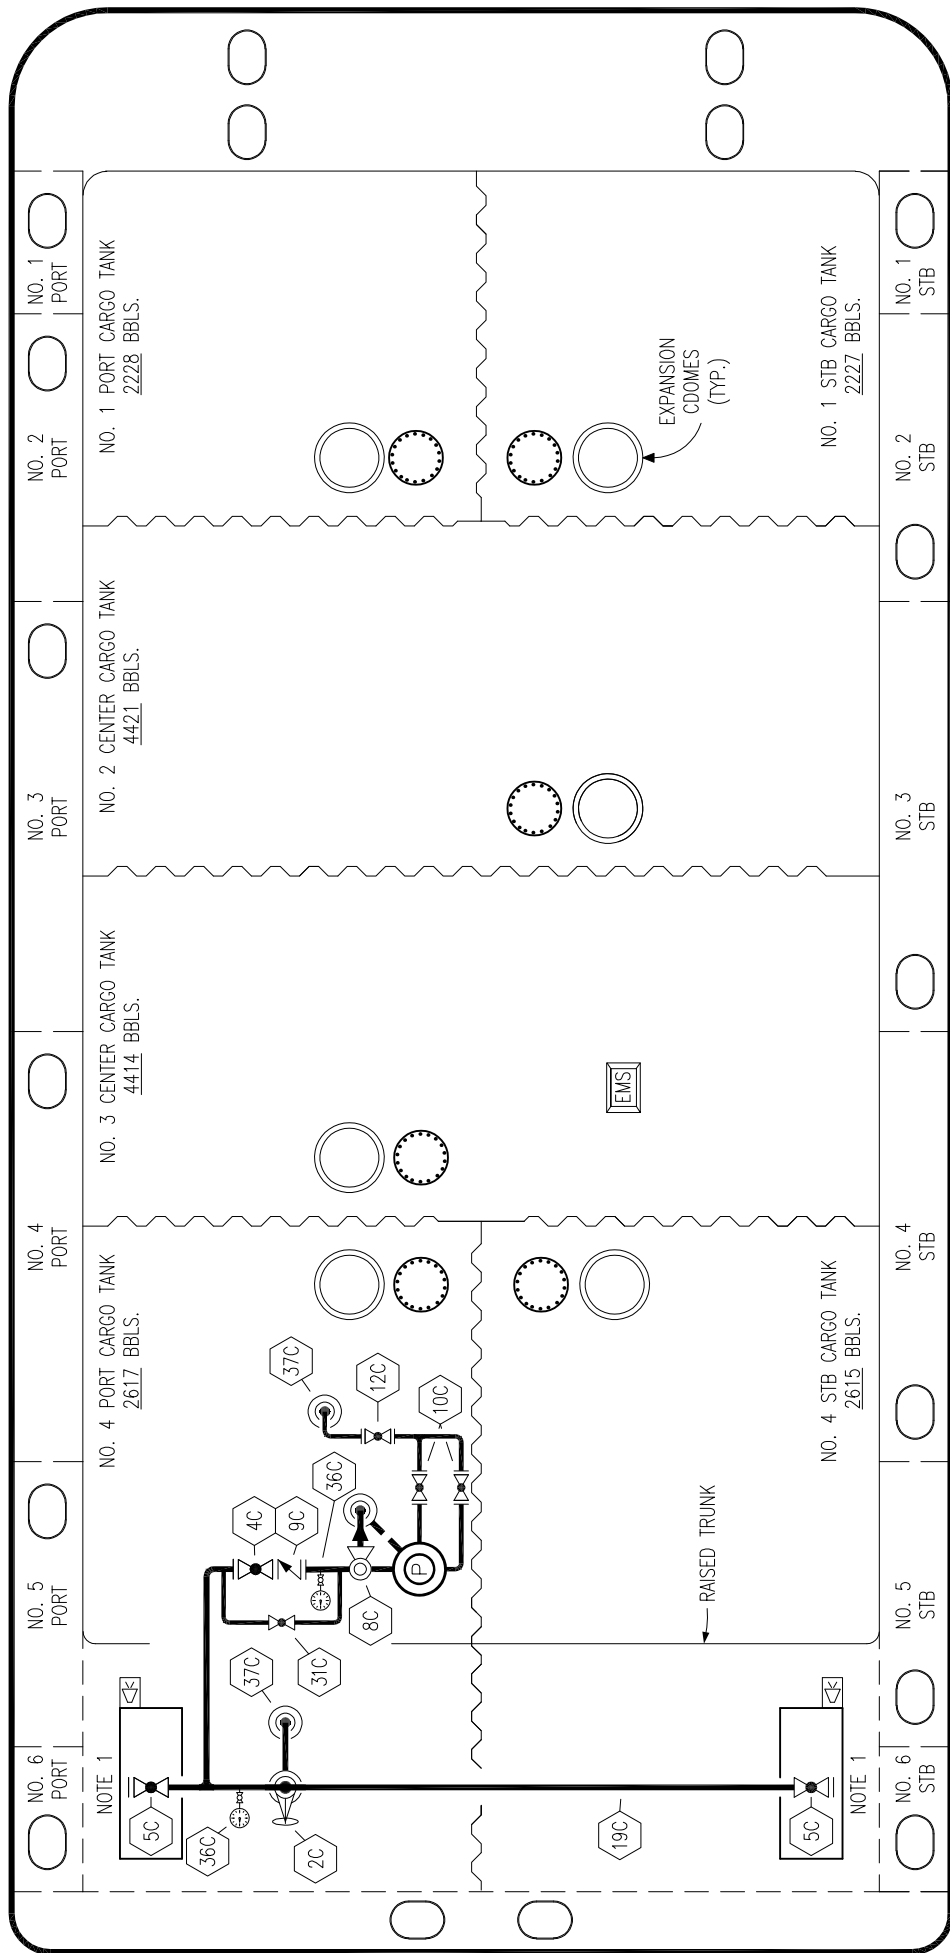 NO. 1
PORT
NO. 2
PORT
NO. 3
PORT
NO. 4
PORT
NO. 5
PORT
NO. 6
PORT
NO. 1 PORT CARGO TANK
2228 BBLS.
NO. 2 CENTER CARGO TANK
4421 BBLS.
NO. 3 CENTER CARGO TANK
4414 BBLS.
NO. 4 PORT CARGO TANK
2617 BBLS.
EXPANSION
CDOMES
(TYP.)
NO. 1 STB CARGO TANK
2227 BBLS.
EMS
NO. 4 STB CARGO TANK
2615 BBLS.
RAISED TRUNK
37C
12C
10C
36C
4C
9C
P
8C
31C
37C
NOTE 1
5C
36C
2C
19C
5C
NOTE 1
NO. 1
STB
NO. 2
STB
NO. 3
STB
NO. 4
STB
NO. 5
STB
NO. 6
STB